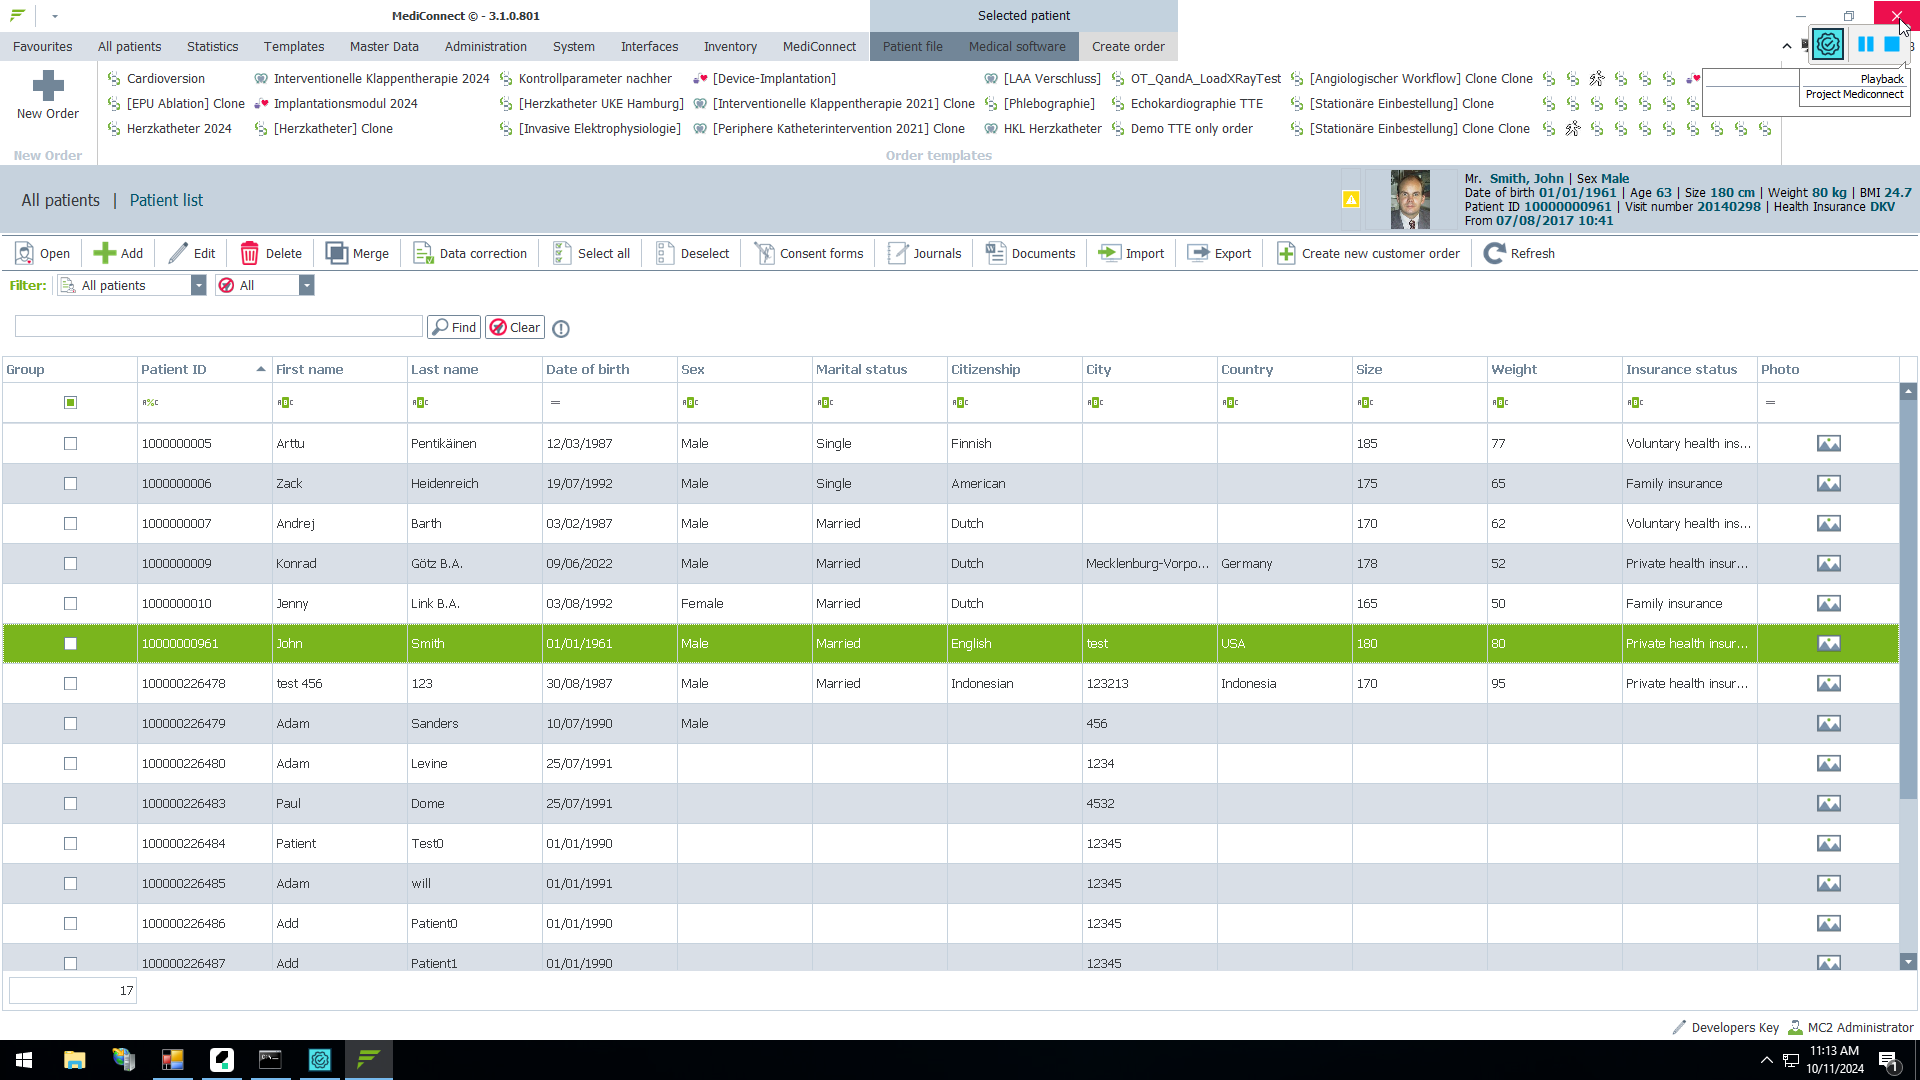 MediConnect © - 3.1.0.801
Selected patient
Favourites All patients Statistics Templates Master Data Administration System Interfaces Inventory MediConnect Patient file Medical software Create order
Cardioversion Interventionelle Klappentherapie 2024 Kontrollparameter nachher [Device-Implantation] [LAA Verschluss] OT_QandA_LoadXRayTest [Angiologischer Workflow] Clone Clone
[EPU Ablation] Clone Implantationsmodul 2024 [Herzkatheter UKE Hamburg] [Interventionelle Klappentherapie 2021] Clone [Phlebographie] Echokardiographie TTE [Stationäre Einbestellung] Clone
Herzkatheter 2024 [Herzkatheter] Clone [Invasive Elektrophysiologie] [Periphere Katheterintervention 2021] Clone HKL Herzkatheter Demo TTE only order [Stationäre Einbestellung] Clone Clone
New Order
New Order
Order templates
Playback
Project Mediconnect
All patients | Patient list
Mr. Smith, John | Sex Male
Date of birth 01/01/1961 | Age 63 | Size 180 cm | Weight 80 kg | BMI 24.7
Patient ID 10000000961 | Visit number 20140298 | Health Insurance DKV
From 07/08/2017 10:41
Open Add Edit Delete Merge Data correction Select all Deselect Consent forms Journals Documents Import Export Create new customer order Refresh
Filter: All patients All
Find Clear
Group Patient ID First name Last name Date of birth Sex Marital status Citizenship City Country Size Weight Insurance status Photo
1000000005 Arttu Pentikäinen 12/03/1987 Male Single Finnish 185 77 Voluntary health ins...
1000000006 Zack Heidenreich 19/07/1992 Male Single American 175 65 Family insurance
1000000007 Andrej Barth 03/02/1987 Male Married Dutch 170 62 Voluntary health ins...
1000000009 Konrad Götz B.A. 09/06/2022 Male Married Dutch Mecklenburg-Vorpo... Germany 178 52 Private health insur...
1000000010 Jenny Link B.A. 03/08/1992 Female Married Dutch 165 50 Family insurance
10000000961 John Smith 01/01/1961 Male Married English test USA 180 80 Private health insur...
100000226478 test 456 123 30/08/1987 Male Married Indonesian 123213 Indonesia 170 95 Private health insur...
100000226479 Adam Sanders 10/07/1990 Male 456
100000226480 Adam Levine 25/07/1991 1234
100000226483 Paul Dome 25/07/1991 4532
100000226484 Patient Test0 01/01/1990 12345
100000226485 Adam will 01/01/1991 12345
100000226486 Add Patient0 01/01/1990 12345
100000226487 Add Patient1 01/01/1990 12345
17
Developers Key MC2 Administrator
11:13 AM
10/11/2024
1